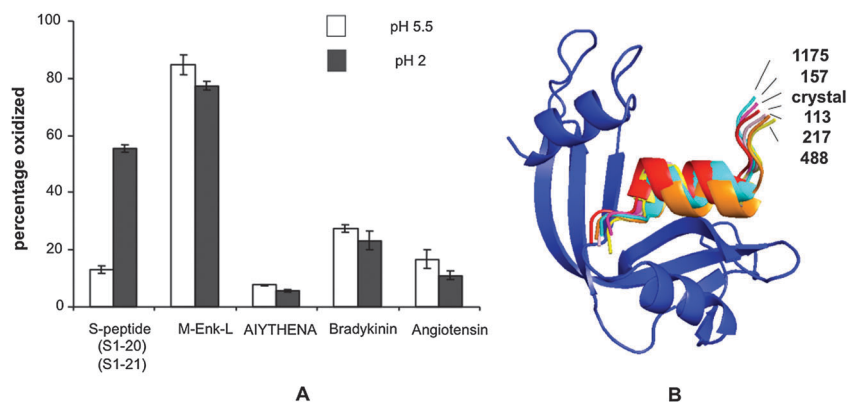 100
80
60
40
20
0
percentage oxidized
pH 5.5
pH 2
S-peptide
(S1-20)
(S1-21)
M-Enk-L
AIYTHENA
Bradykinin
Angiotensin
A
1175
157
crystal
113
217
488
B